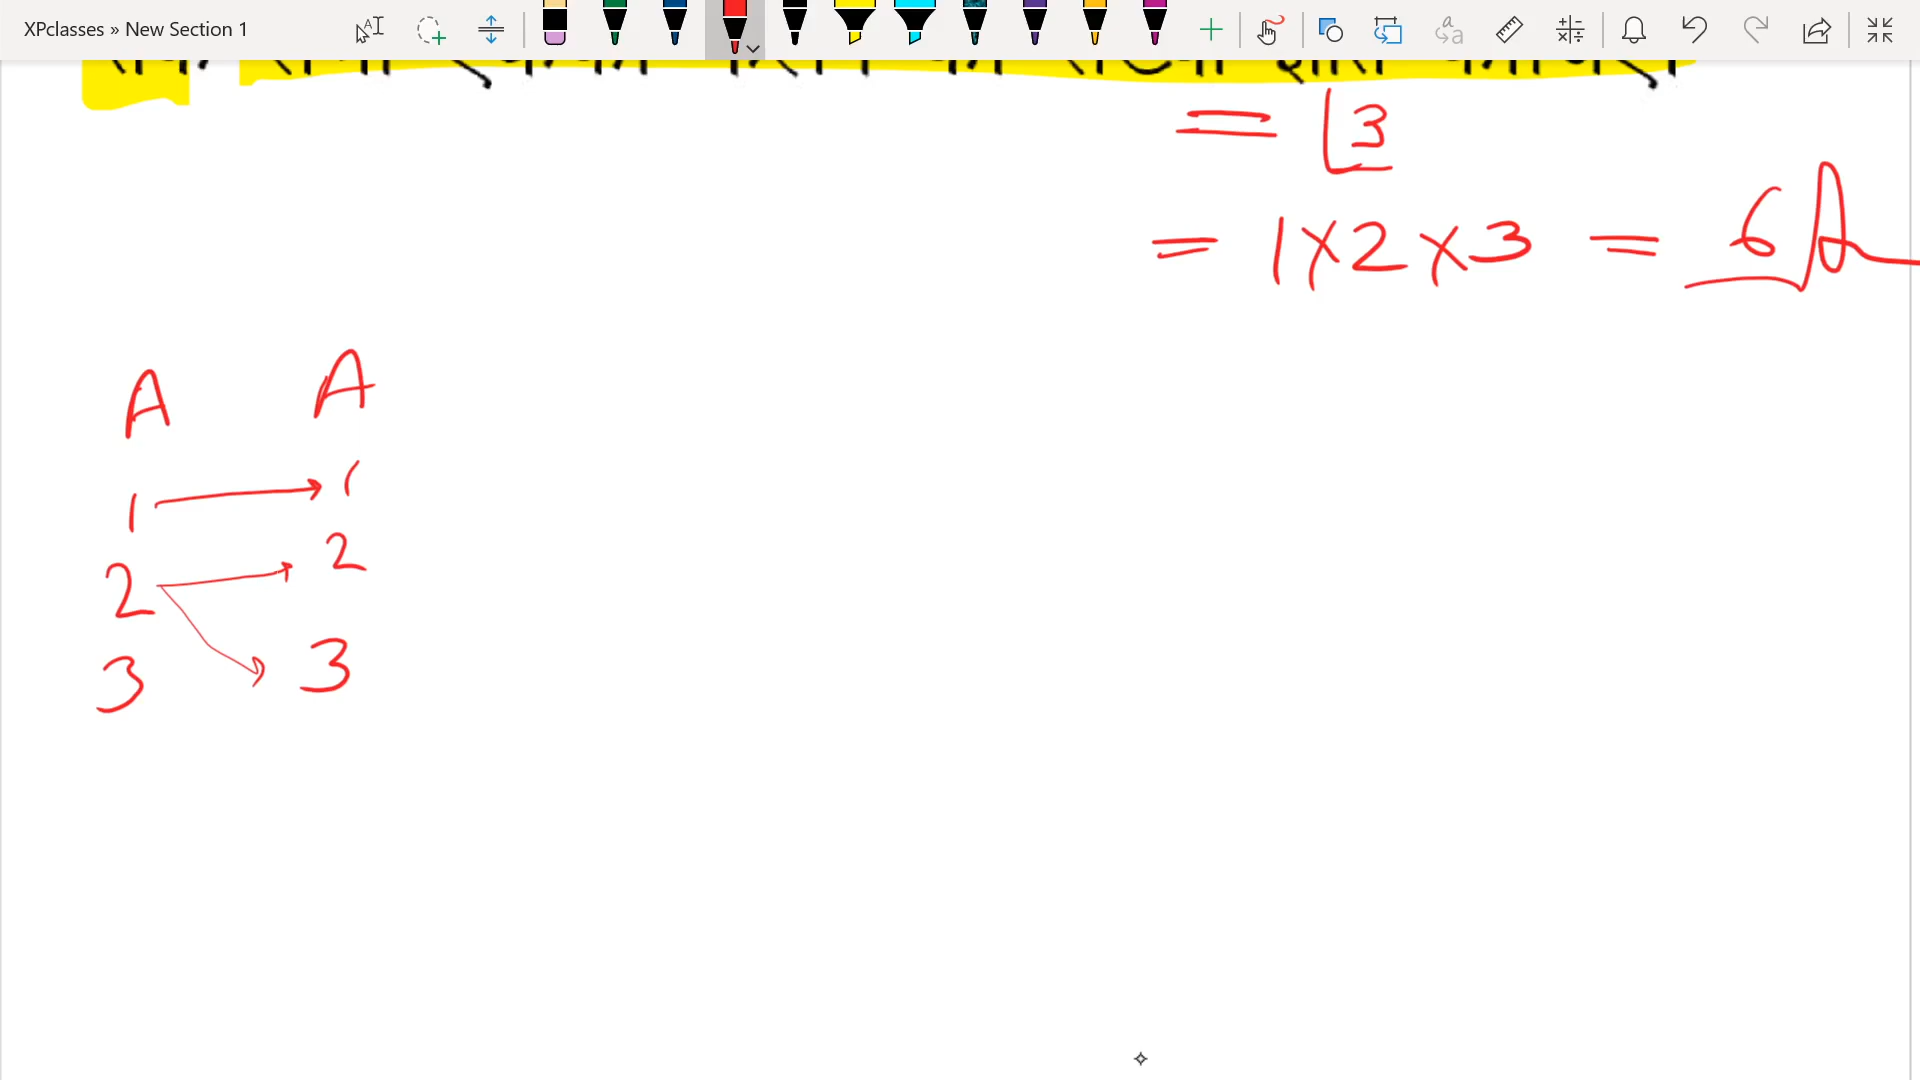 XPclasses » New Section 1
= ⌊3
= 1×2×3 = 6 A
A A
1 → 1
2 → 2
3 3